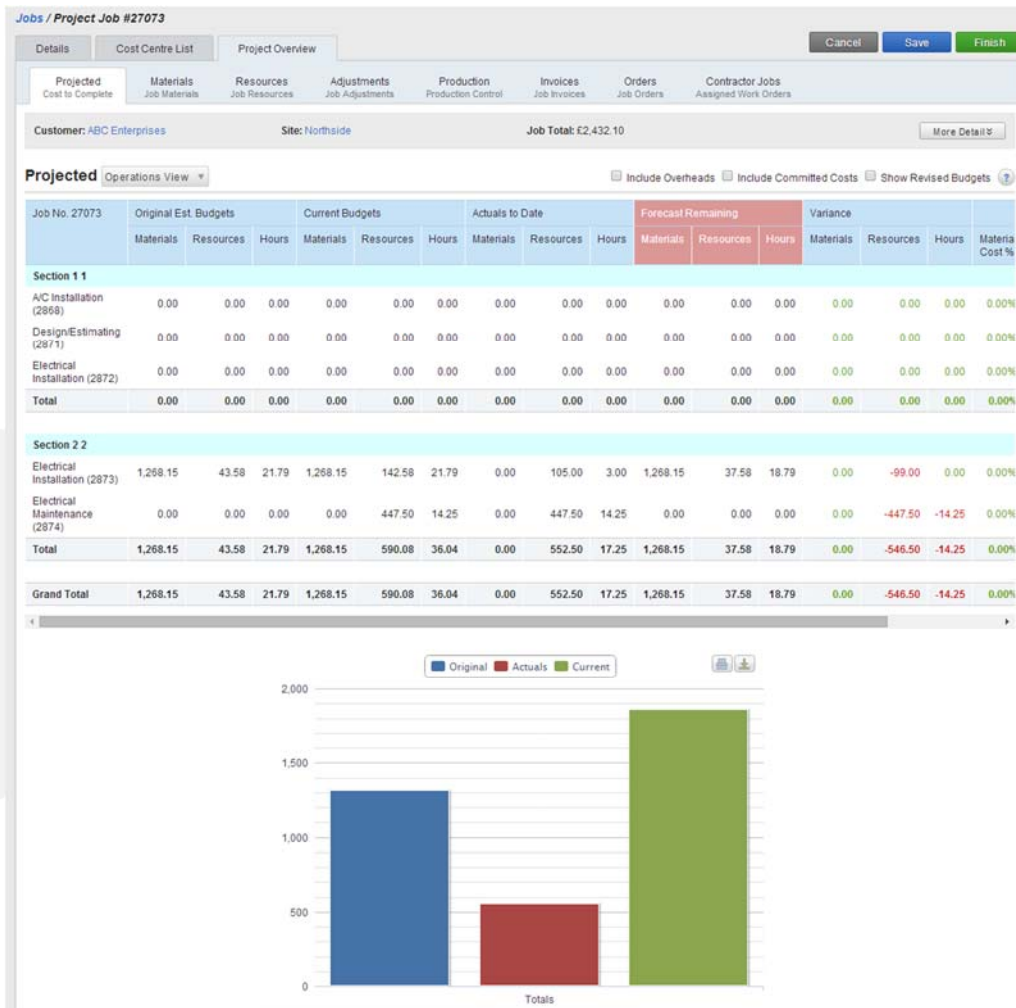 Jobs / Project Job #27073
Details Cost Centre List Project Overview Cancel Save Finish
Projected Materials Resources Adjustments Production Invoices Orders Contractor Jobs
Cost to Complete Job Materials Job Resources Job Adjustments Production Control Job Invoices Job Orders Assigned Work Orders
Customer: ABC Enterprises Site: Northside Job Total: £2,432.10 More Detail
Projected Operations View Include Overheads Include Committed Costs Show Revised Budgets ?
Job No. 27073 Original Est. Budgets Current Budgets Actuals to Date Forecast Remaining Variance
Materials Resources Hours Materials Resources Hours Materials Resources Hours Materials Resources Hours Materials Resources Hours Materia
Cost %
Section 1 1
A/C Installation
(2868) 0.00 0.00 0.00 0.00 0.00 0.00 0.00 0.00 0.00 0.00 0.00 0.00 0.00 0.00 0.00 0.00%
Design/Estimating
(2871) 0.00 0.00 0.00 0.00 0.00 0.00 0.00 0.00 0.00 0.00 0.00 0.00 0.00 0.00 0.00 0.00%
Electrical
Installation (2872) 0.00 0.00 0.00 0.00 0.00 0.00 0.00 0.00 0.00 0.00 0.00 0.00 0.00 0.00 0.00 0.00%
Total 0.00 0.00 0.00 0.00 0.00 0.00 0.00 0.00 0.00 0.00 0.00 0.00 0.00 0.00 0.00 0.00%
Section 2 2
Electrical
Installation (2873) 1,268.15 43.58 21.79 1,268.15 142.58 21.79 0.00 105.00 3.00 1,268.15 37.58 18.79 0.00 -99.00 0.00 0.00%
Electrical
Maintenance 0.00 0.00 0.00 0.00 447.50 14.25 0.00 447.50 14.25 0.00 0.00 0.00 0.00 -447.50 -14.25 0.00%
(2874)
Total 1,268.15 43.58 21.79 1,268.15 590.08 36.04 0.00 552.50 17.25 1,268.15 37.58 18.79 0.00 -546.50 -14.25 0.00%
Grand Total 1,268.15 43.58 21.79 1,268.15 590.08 36.04 0.00 552.50 17.25 1,268.15 37.58 18.79 0.00 -546.50 -14.25 0.00%
Original Actuals Current
2,000
1,500
1,000
500
0
Totals